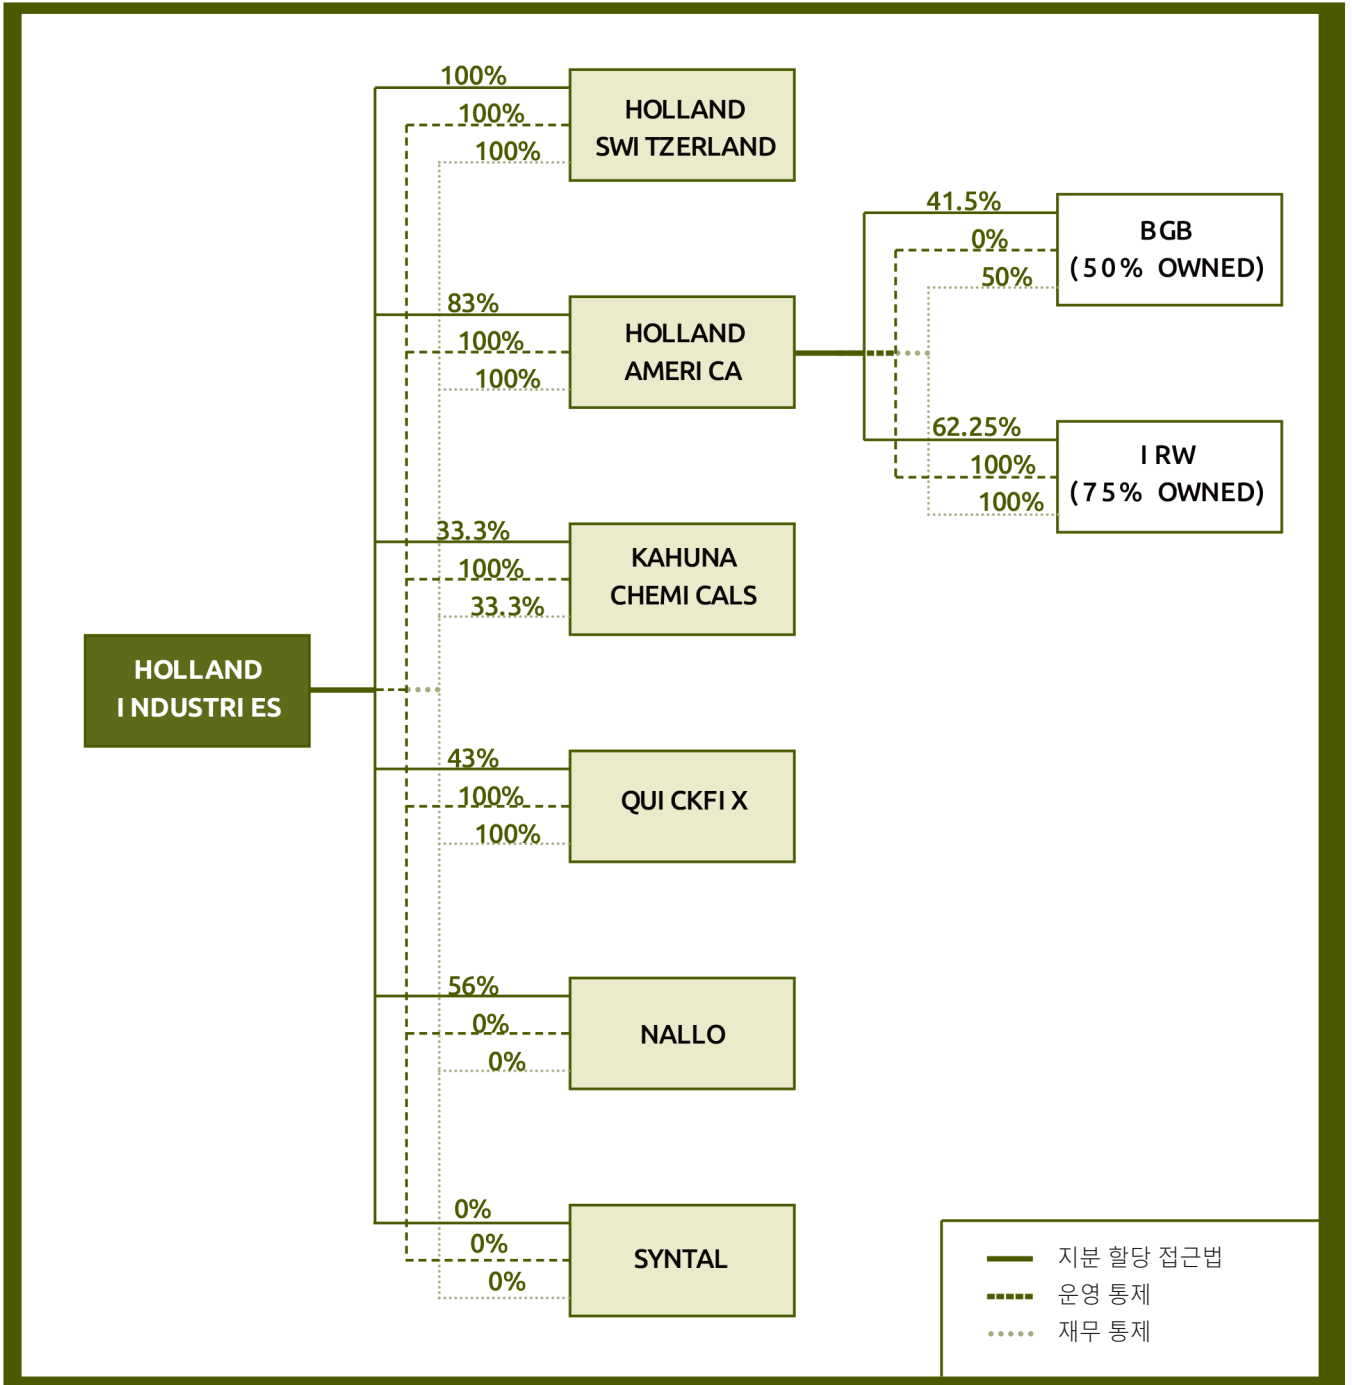 100%
100%
100%
HOLLAND
SWITZERLAND
83%
100%
100%
HOLLAND
AMERICA
41.5%
0%
50%
BGB
(50% OWNED)
62.25%
100%
100%
IRW
(75% OWNED)
33.3%
100%
33.3%
KAHUNA
CHEMICALS
HOLLAND
INDUSTRIES
43%
100%
100%
QUICKFIX
56%
0%
0%
NALLO
0%
0%
0%
SYNTAL
지분 할당 접근법
운영 통제
재무 통제